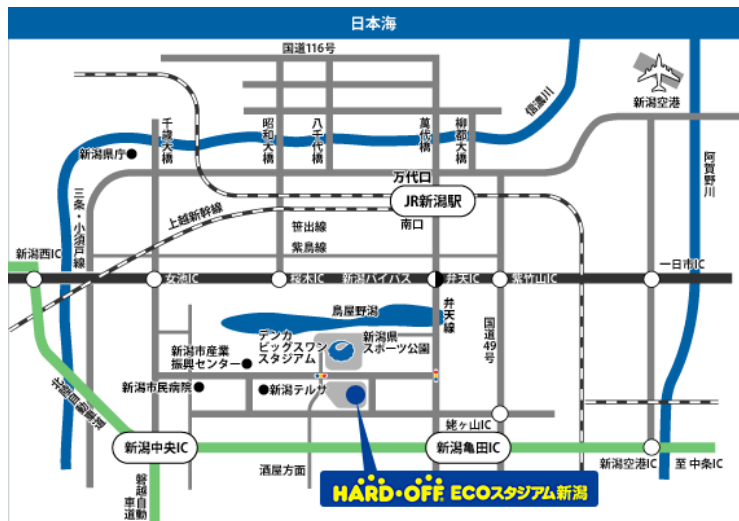 日本海
国道116号
信濃川
新潟空港
千歳大橋
昭和大橋
八千代橋
萬代橋
柳都大橋
新潟県庁
阿賀野川
万代口
JR新潟駅
南口
三条・小須戸線
上越新幹線
笹出線
紫鳥線
新潟西IC
女池IC
桜木IC
新潟バイパス
弁天IC
紫竹山IC
一日市IC
鳥屋野潟
弁天線
国道49号
デンカ
ビッグスワン
スタジアム
新潟県
スポーツ公園
新潟市産業
振興センター
新潟市民病院
新潟テルサ
北陸自動車道
姥ヶ山IC
新潟中央IC
新潟亀田IC
新潟空港IC
至 中条IC
酒屋方面
磐越自動
車道
HARD・OFF ECOスタジアム新潟